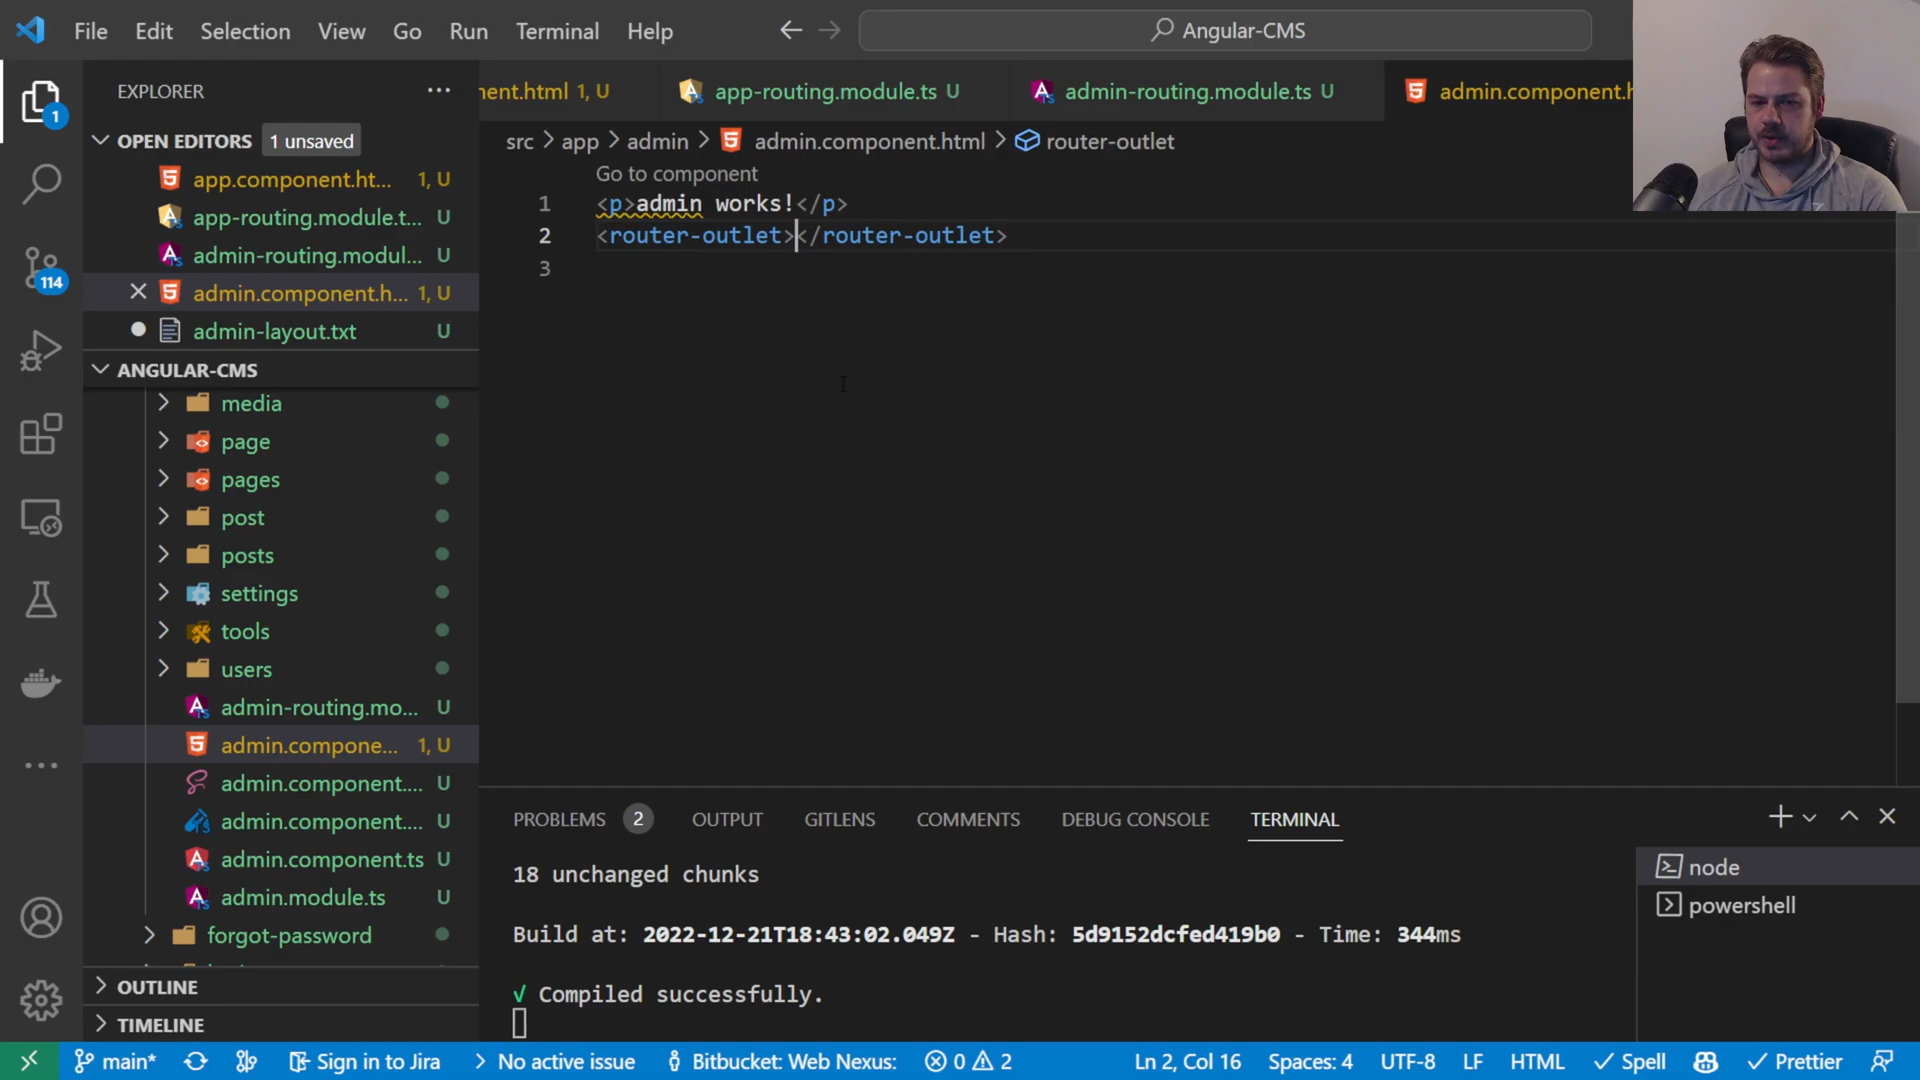 File Edit Selection View Go Run Terminal Help
Angular-CMS
EXPLORER
nent.html 1, U
app-routing.module.ts U
admin-routing.module.ts U
admin.component.h
OPEN EDITORS 1 unsaved
src > app > admin > admin.component.html > router-outlet
app.component.ht... 1, U
app-routing.module.t... U
admin-routing.modul... U
admin.component.h... 1, U
admin-layout.txt U
Go to component
1 <p>admin works!</p>
2 <router-outlet></router-outlet>
3
1
114
ANGULAR-CMS
media
page
pages
post
posts
settings
tools
users
admin-routing.mo... U
admin.compone... 1, U
admin.component.... U
admin.component.... U
admin.component.ts U
admin.module.ts U
forgot-password
OUTLINE
TIMELINE
PROBLEMS 2 OUTPUT GITLENS COMMENTS DEBUG CONSOLE TERMINAL
18 unchanged chunks
Build at: 2022-12-21T18:43:02.049Z - Hash: 5d9152dcfed419b0 - Time: 344ms
√ Compiled successfully.
node
powershell
main* Sign in to Jira No active issue Bitbucket: Web Nexus: 0 2 Ln 2, Col 16 Spaces: 4 UTF-8 LF HTML Spell Prettier